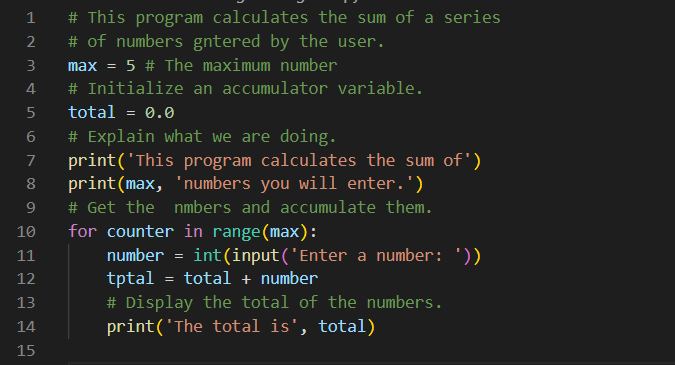 1 # This program calculates the sum of a series
2 # of numbers gntered by the user.
3 max = 5 # The maximum number
4 # Initialize an accumulator variable.
5 total = 0.0
6 # Explain what we are doing.
7 print('This program calculates the sum of')
8 print(max, 'numbers you will enter.')
9 # Get the  nmbers and accumulate them.
10 for counter in range(max):
11     number = int(input('Enter a number: '))
12     tptal = total + number
13     # Display the total of the numbers.
14     print('The total is', total)
15